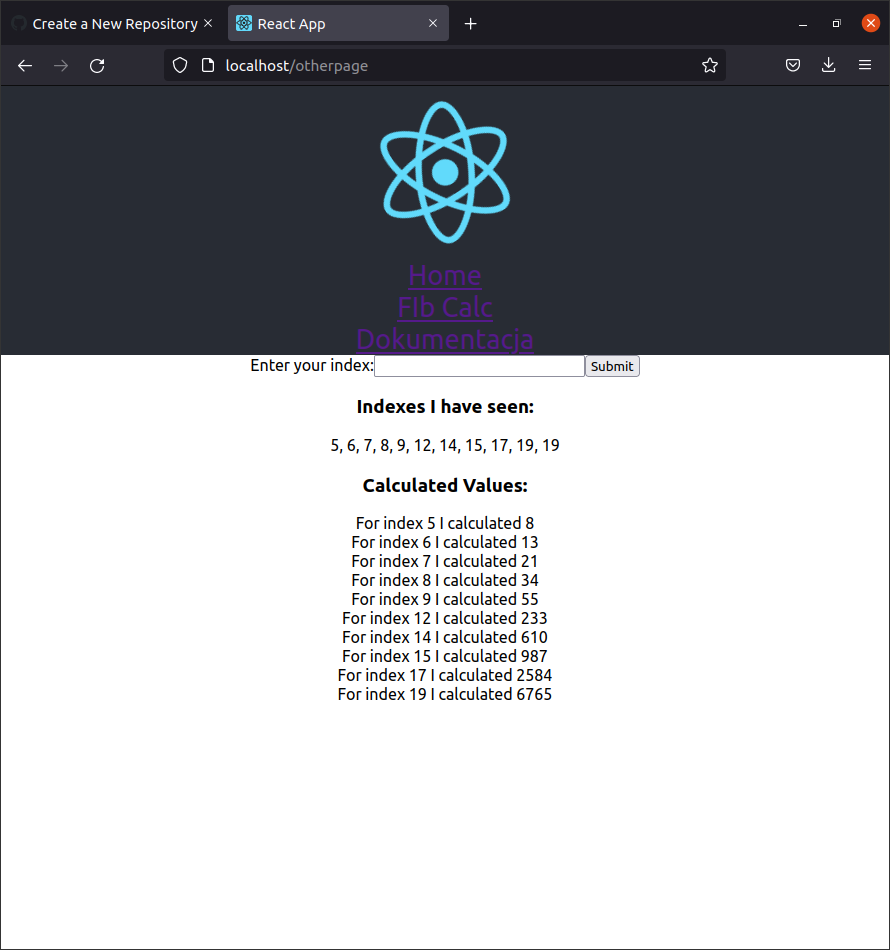 Create a New Repository
React App
localhost/otherpage
Home
FIb Calc
Dokumentacja
Enter your index:
Submit
Indexes I have seen:
5, 6, 7, 8, 9, 12, 14, 15, 17, 19, 19
Calculated Values:
For index 5 I calculated 8
For index 6 I calculated 13
For index 7 I calculated 21
For index 8 I calculated 34
For index 9 I calculated 55
For index 12 I calculated 233
For index 14 I calculated 610
For index 15 I calculated 987
For index 17 I calculated 2584
For index 19 I calculated 6765